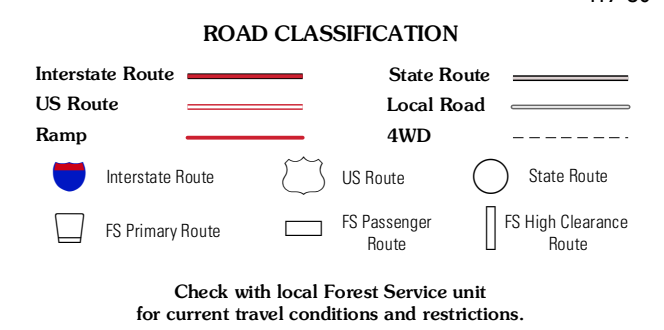 ROAD CLASSIFICATION
Interstate Route
State Route
US Route
Local Road
Ramp
4WD
Interstate Route
US Route
State Route
FS Primary Route
FS Passenger
Route
FS High Clearance
Route
Check with local Forest Service unit
for current travel conditions and restrictions.